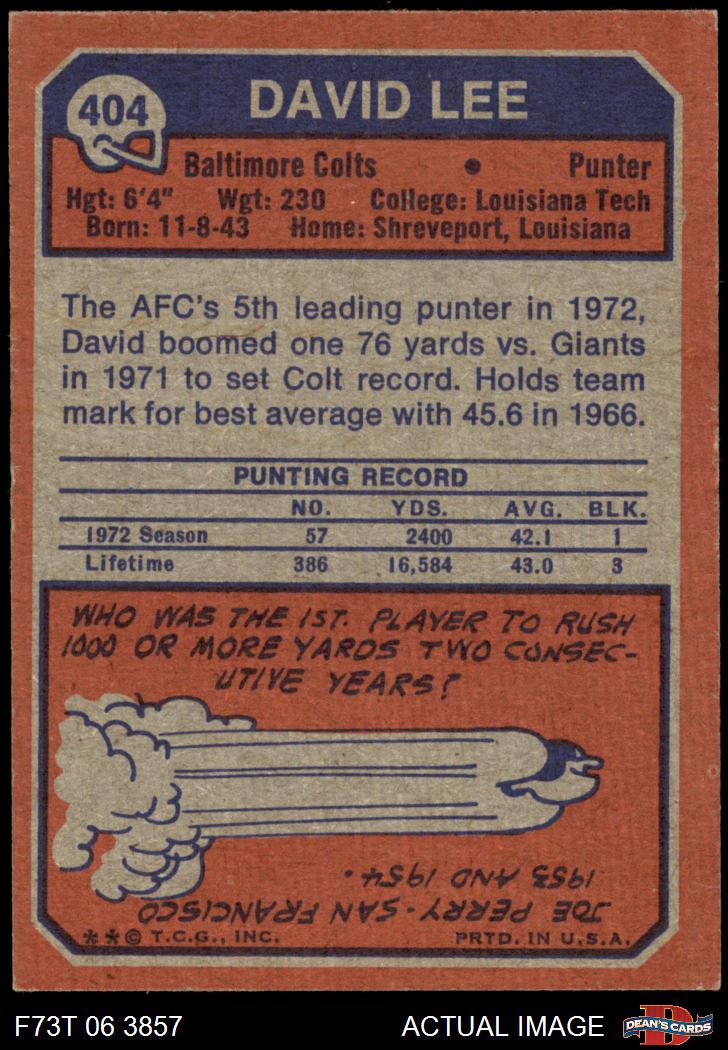 404
DAVID LEE
Baltimore Colts • Punter
Hgt: 6'4" Wgt: 230 College: Louisiana Tech
Born: 11-8-43 Home: Shreveport, Louisiana
The AFC's 5th leading punter in 1972,
David boomed one 76 yards vs. Giants
in 1971 to set Colt record. Holds team
mark for best average with 45.6 in 1966.
PUNTING RECORD
NO. YDS. AVG. BLK.
1972 Season 57 2400 42.1 1
Lifetime 386 16,584 43.0 3
WHO WAS THE 1ST. PLAYER TO RUSH
1000 OR MORE YARDS TWO CONSEC-
UTIVE YEARS?
JOE PERRY-SAN FRANCISCO
1953 AND 1954.
**© T.C.G., INC. PRTD. IN U.S.A.
F73T 06 3857 ACTUAL IMAGE
D
DEAN'S CARDS